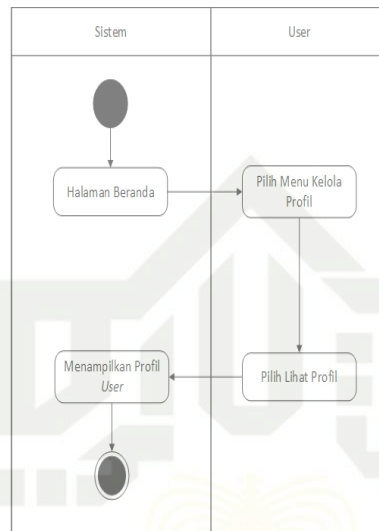 Sistem
User
Halaman Beranda
Pilih Menu Kelola
Profil
Menampilkan Profil
User
Pilih Lihat Profil